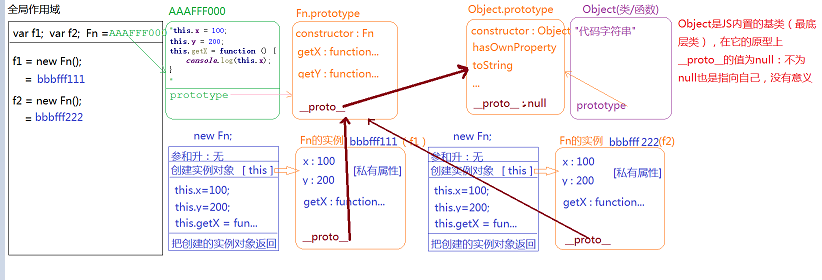 全局作用域
var f1; var f2; Fn =AAAFFF000
f1 = new Fn();
= bbbfff111
f2 = new Fn();
= bbbfff222
AAAFFF000
"this.x = 100;
this.y = 200;
this.getX = function () {
console.log(this.x);
}
"
prototype
Fn.prototype
constructor : Fn
getX : function...
getY : function...
__proto__
Object.prototype
constructor : Object
hasOwnProperty
toString
...
__proto__ : null
Object(类/函数)
"代码字符串"
prototype
Object是JS内置的基类（最底
层类），在它的原型上
__proto__的值为null：不为
null也是指向自己，没有意义
new Fn;
参和升：无
创建实例对象 [ this ]
this.x=100;
this.y=200;
this.getX = fun...
把创建的实例对象返回
Fn的实例 bbbfff111 (f1)
x : 100
y : 200
[私有属性]
getX : function...
__proto__
new Fn;
参和升：无
创建实例对象 [ this ]
this.x=100;
this.y=200;
this.getX = fun...
把创建的实例对象返回
Fn的实例 bbbfff 222(f2)
x : 100
y : 200
[私有属性]
getX : function...
__proto__